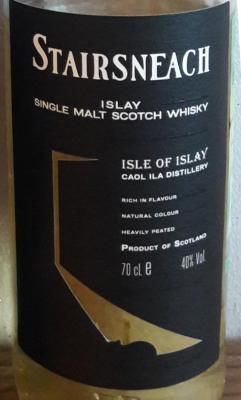 STAIRSNEACH
ISLAY
SINGLE MALT SCOTCH WHISKY
ISLE OF ISLAY
CAOL ILA DISTILLERY
RICH IN FLAVOUR
NATURAL COLOUR
HEAVILY PEATED
PRODUCT OF SCOTLAND
70 cl. e 40% Vol.